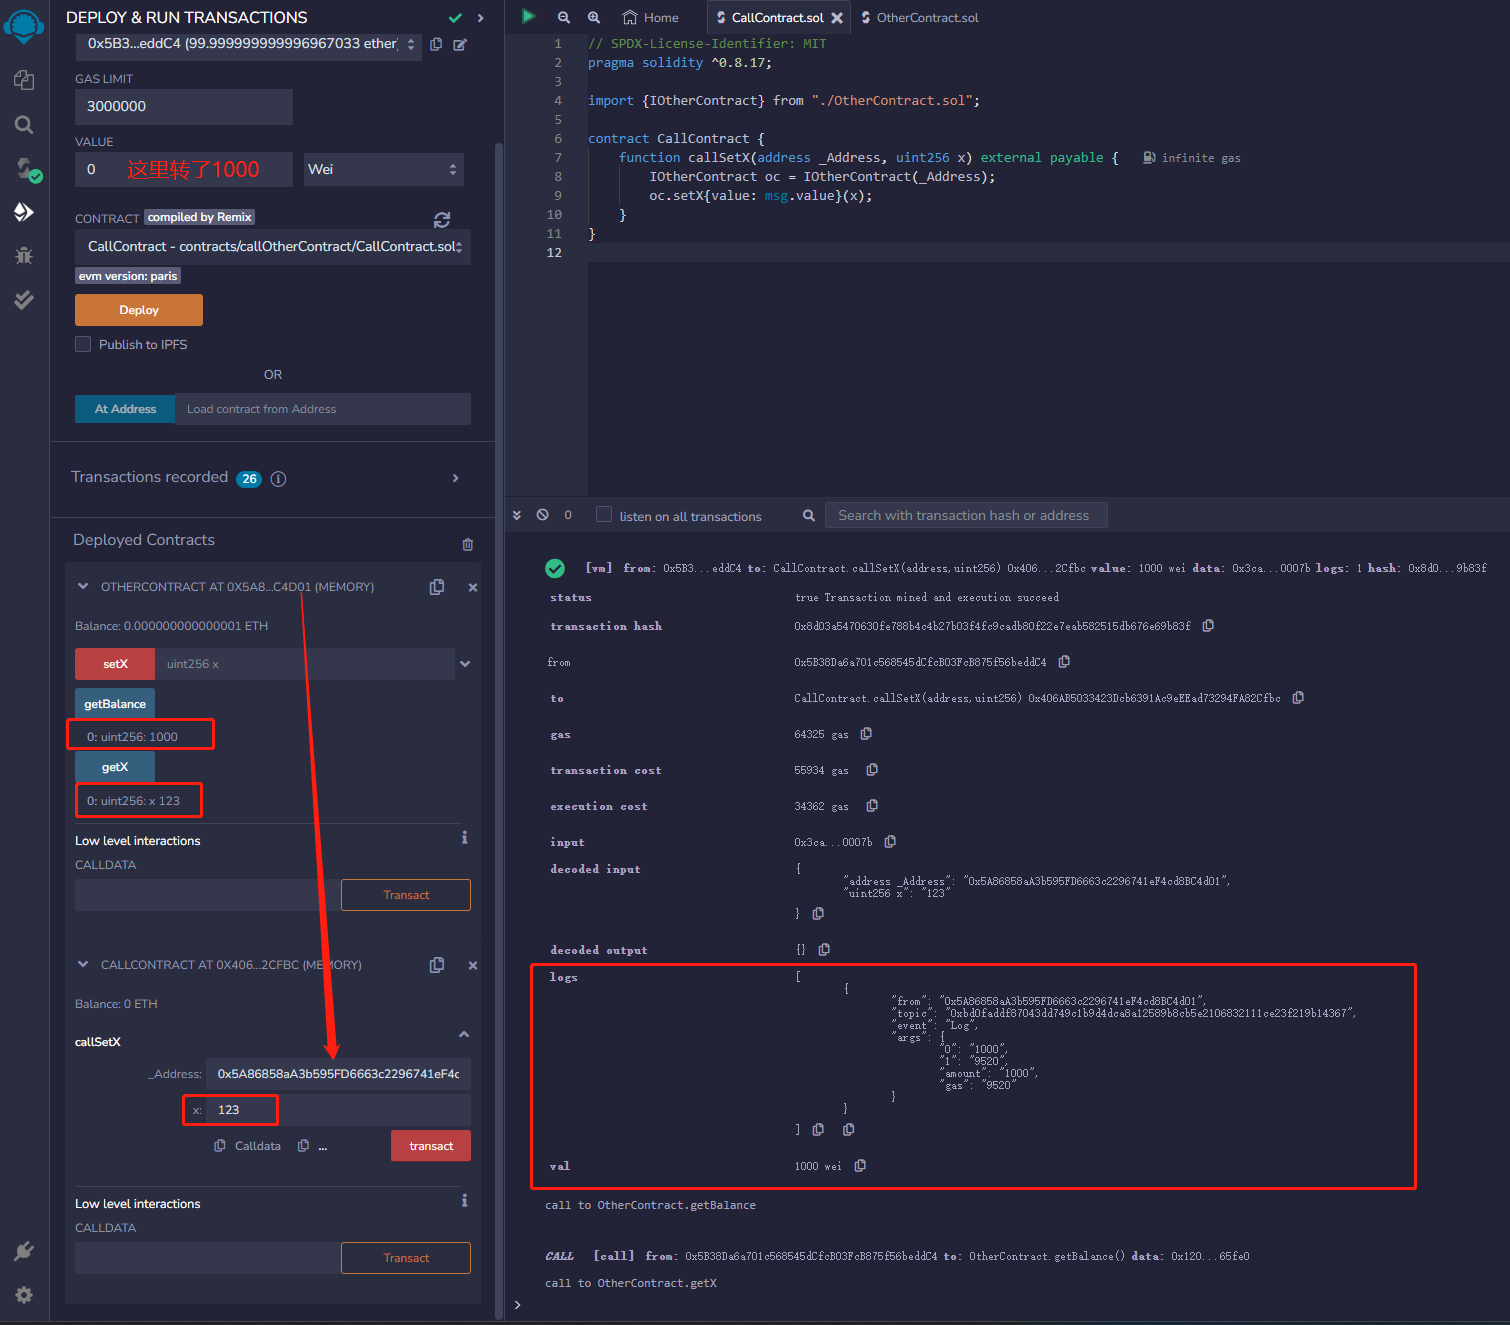 DEPLOY & RUN TRANSACTIONS
0x5B3...eddC4 (99.999999999996967033 ether)
GAS LIMIT
3000000
VALUE
0 这里转了1000 Wei
CONTRACT compiled by Remix
CallContract - contracts/callOtherContract/CallContract.sol
evm version: paris
Deploy
Publish to IPFS
OR
At Address Load contract from Address
Transactions recorded 26
Deployed Contracts
OTHERCONTRACT AT 0X5A8...C4D01 (MEMORY)
Balance: 0.000000000000001 ETH
setX uint256 x
getBalance
0: uint256: 1000
getX
0: uint256: x 123
Low level interactions
CALLDATA
Transact
CALLCONTRACT AT 0X406...2CFBC (MEMORY)
Balance: 0 ETH
callSetX
_Address: 0x5A86858aA3b595FD6663c2296741eF4c
x: 123
Calldata ...
transact
Low level interactions
CALLDATA
Transact
Home CallContract.sol OtherContract.sol
1 // SPDX-License-Identifier: MIT
2 pragma solidity ^0.8.17;
3
4 import {IOtherContract} from "./OtherContract.sol";
5
6 contract CallContract {
7 function callSetX(address _Address, uint256 x) external payable { infinite gas
8 IOtherContract oc = IOtherContract(_Address);
9 oc.setX{value: msg.value}(x);
10 }
11 }
12
0 listen on all transactions Search with transaction hash or address
[vm] from: 0x5B3...eddC4 to: CallContract.callSetX(address,uint256) 0x406...2Cfbc value: 1000 wei data: 0x3ca...0007b logs: 1 hash: 0x8d0...9b83f
status true Transaction mined and execution succeed
transaction hash 0x8d03a5470630fe788b4c4b27b03f4fc9cadb80f22e7eab582515db676e69b83f
from 0x5B38Da6a701c568545dCfcB03FcB875f56beddC4
to CallContract.callSetX(address,uint256) 0x406AB5033423Dcb6391Ac9eEEad73294FA82Cfbc
gas 64325 gas
transaction cost 55934 gas
execution cost 34362 gas
input 0x3ca...0007b
decoded input {
"address _Address": "0x5A86858aA3b595FD6663c2296741eF4cd8BC4d01",
"uint256 x": "123"
}
decoded output {}
logs [
{
"from": "0x5A86858aA3b595FD6663c2296741eF4cd8BC4d01",
"topic": "0xbd0faddf87043dd749c1b9d4dca8a12589b8cb5e2106832111ce23f219b14367",
"event": "Log",
"args": {
"0": "1000",
"1": "9520",
"amount": "1000",
"gas": "9520"
}
}
]
val 1000 wei
call to OtherContract.getBalance
CALL [call] from: 0x5B38Da6a701c568545dCfcB03FcB875f56beddC4 to: OtherContract.getBalance() data: 0x120...65fe0
call to OtherContract.getX
>